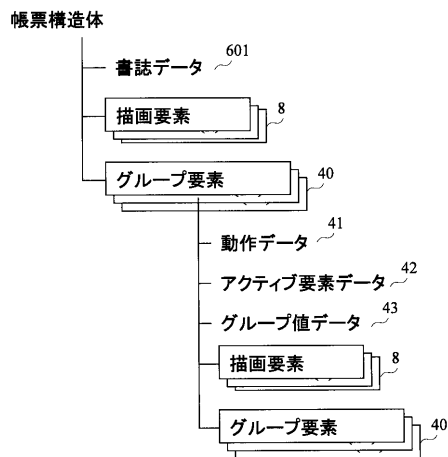 帳票構造体
書誌データ 601
描画要素 8
グループ要素 40
動作データ 41
アクティブ要素データ 42
グループ値データ 43
描画要素 8
グループ要素 40